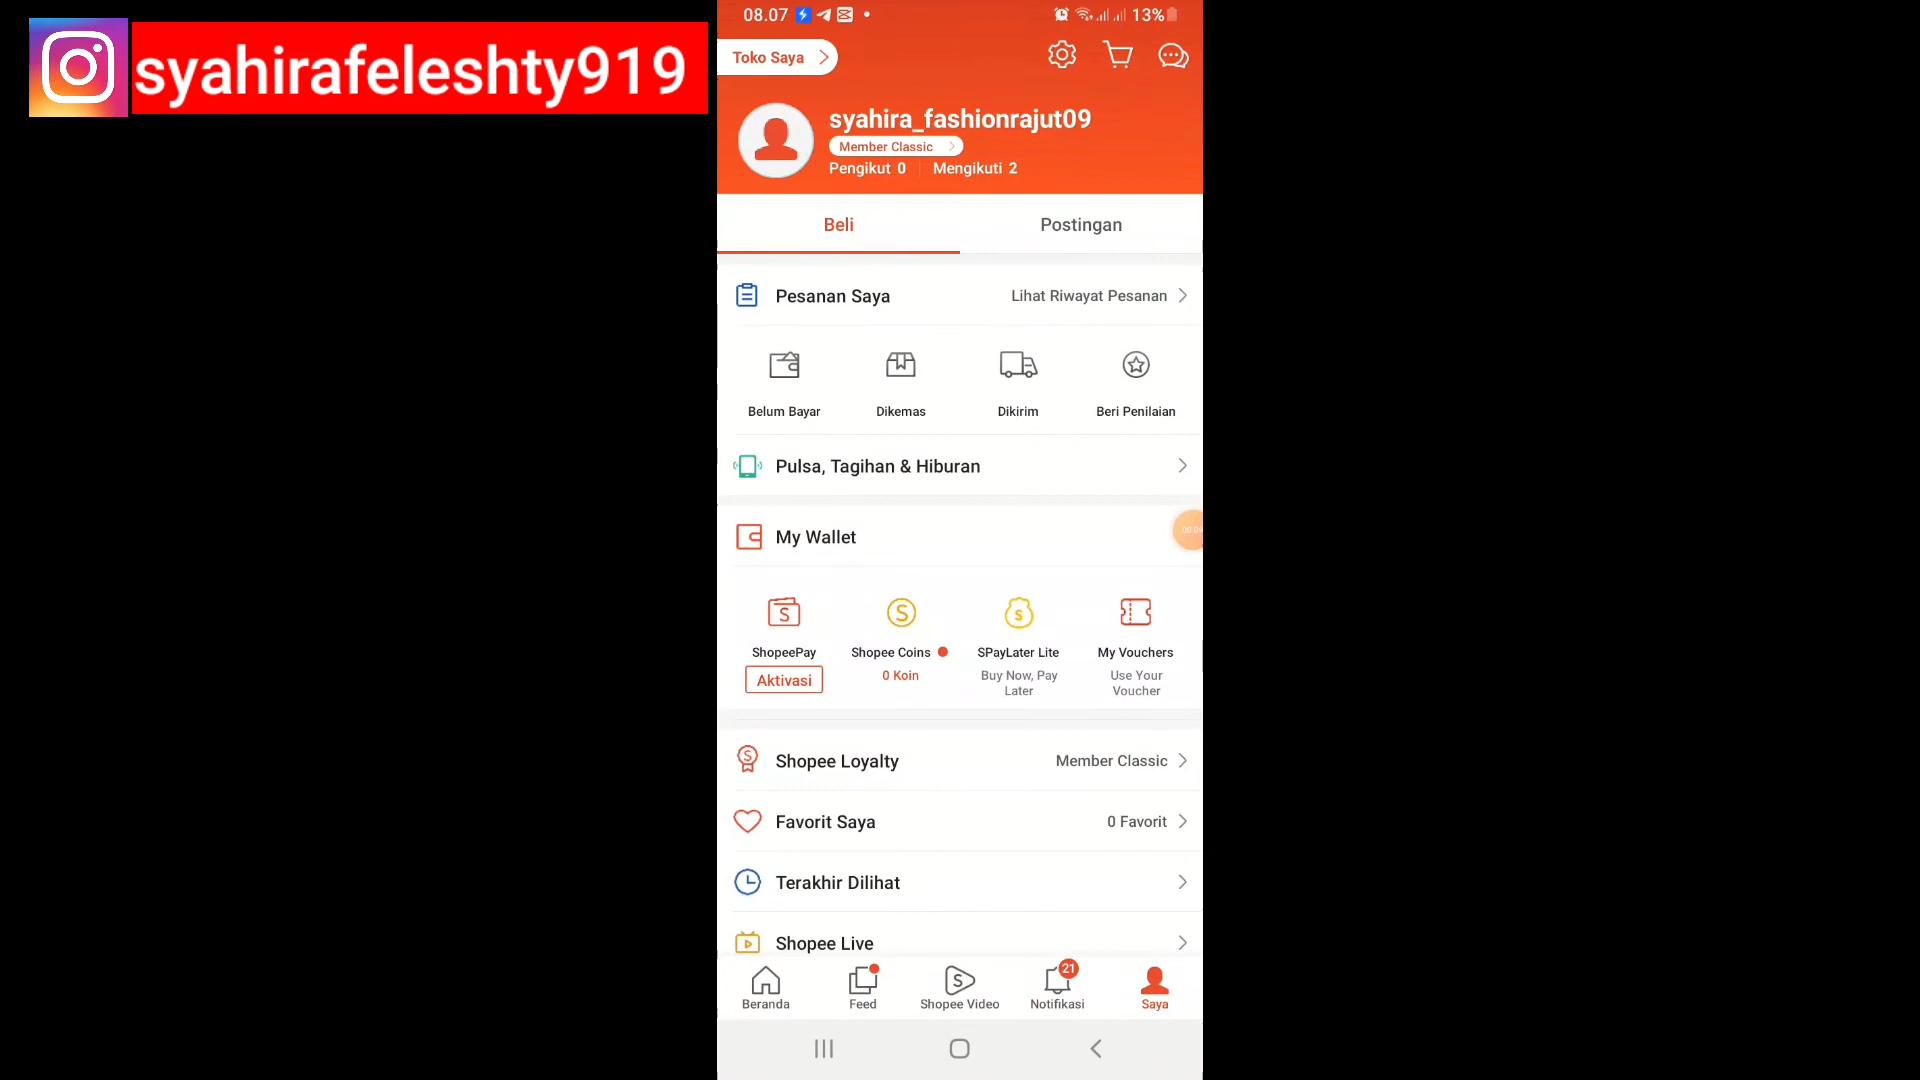 syahirafeleshty919
08.07
13%
Toko Saya
syahira_fashionrajut09
Member Classic
Pengikut 0
Mengikuti 2
Beli
Postingan
Pesanan Saya
Lihat Riwayat Pesanan
Belum Bayar
Dikemas
Dikirim
Beri Penilaian
Pulsa, Tagihan & Hiburan
My Wallet
ShopeePay
Shopee Coins
SPayLater Lite
My Vouchers
Aktivasi
0 Koin
Buy Now, Pay
Later
Use Your
Voucher
Shopee Loyalty
Member Classic
Favorit Saya
0 Favorit
Terakhir Dilihat
Shopee Live
21
Beranda
Feed
Shopee Video
Notifikasi
Saya